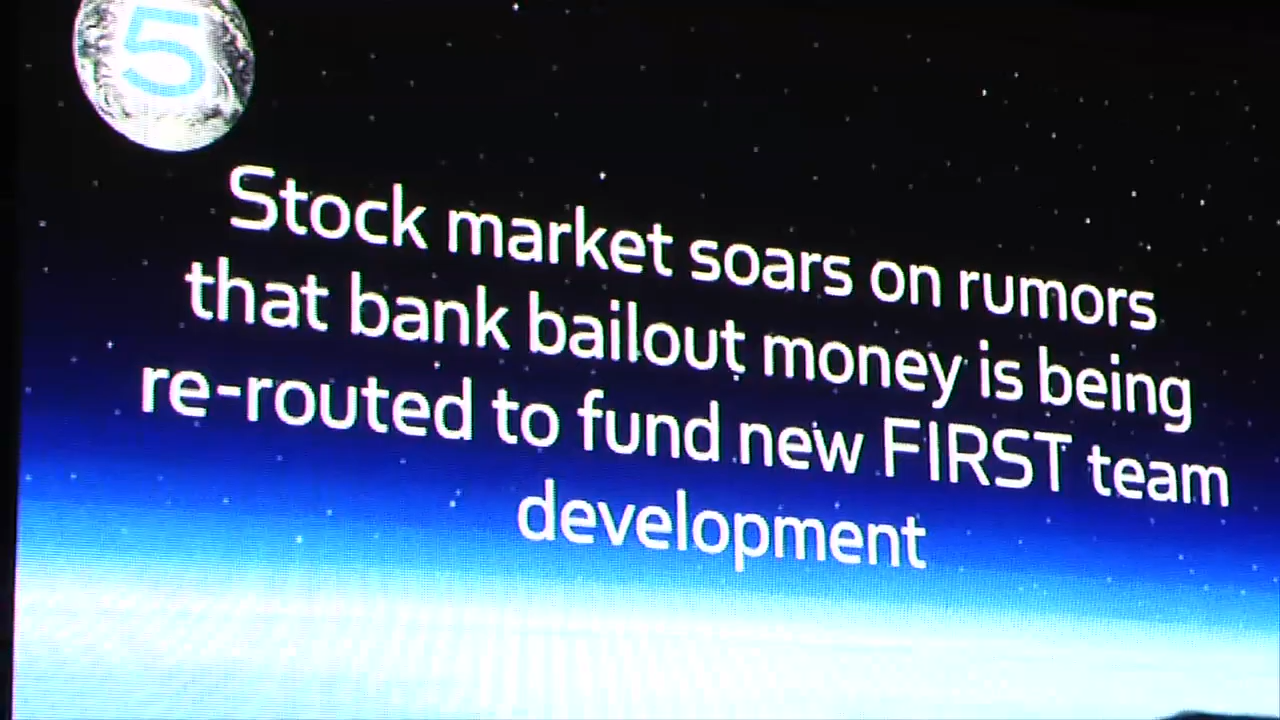 5
Stock market soars on rumors
that bank bailout money is being
re-routed to fund new FIRST team
development